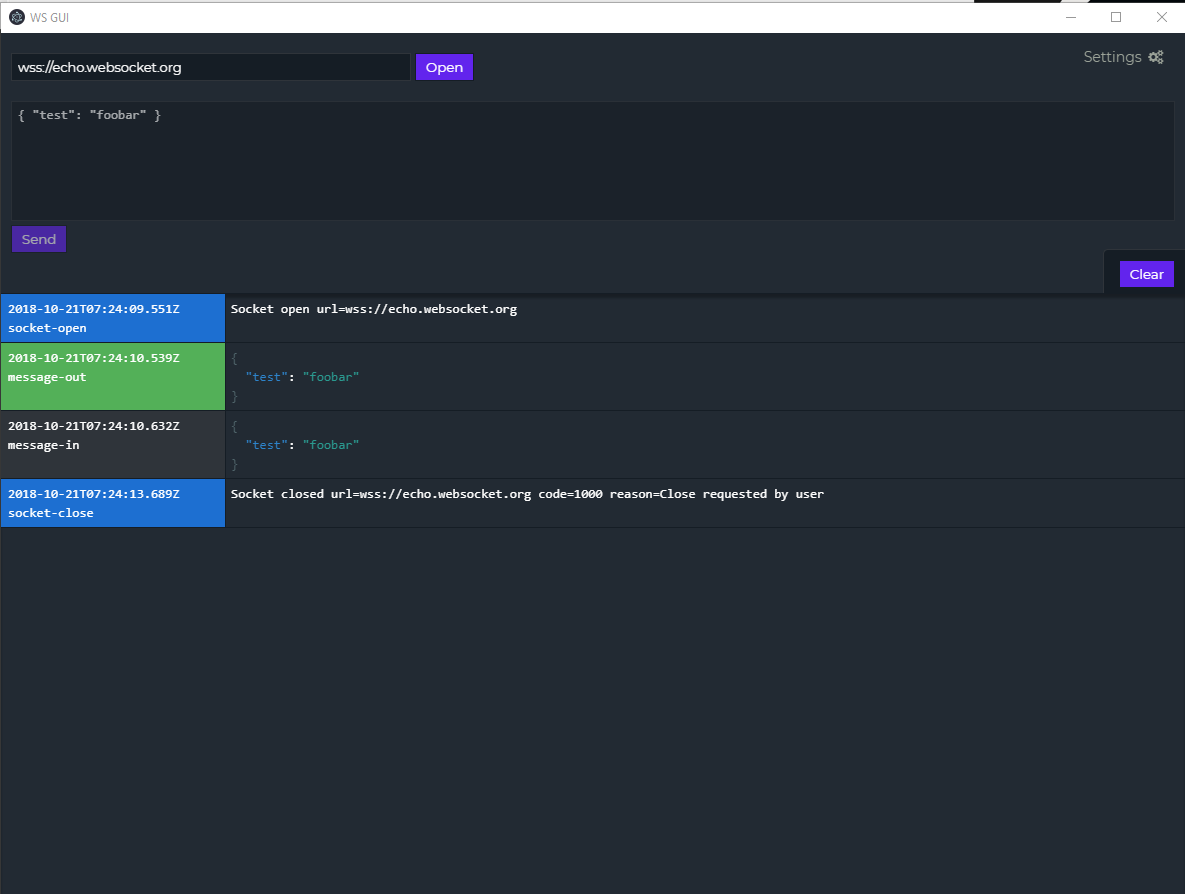 WS GUI
Settings
wss://echo.websocket.org Open
{ "test": "foobar" }
Send
Clear
2018-10-21T07:24:09.551Z Socket open url=wss://echo.websocket.org
socket-open
2018-10-21T07:24:10.539Z {
message-out "test": "foobar"
}
2018-10-21T07:24:10.632Z {
message-in "test": "foobar"
}
2018-10-21T07:24:13.689Z Socket closed url=wss://echo.websocket.org code=1000 reason=Close requested by user
socket-close